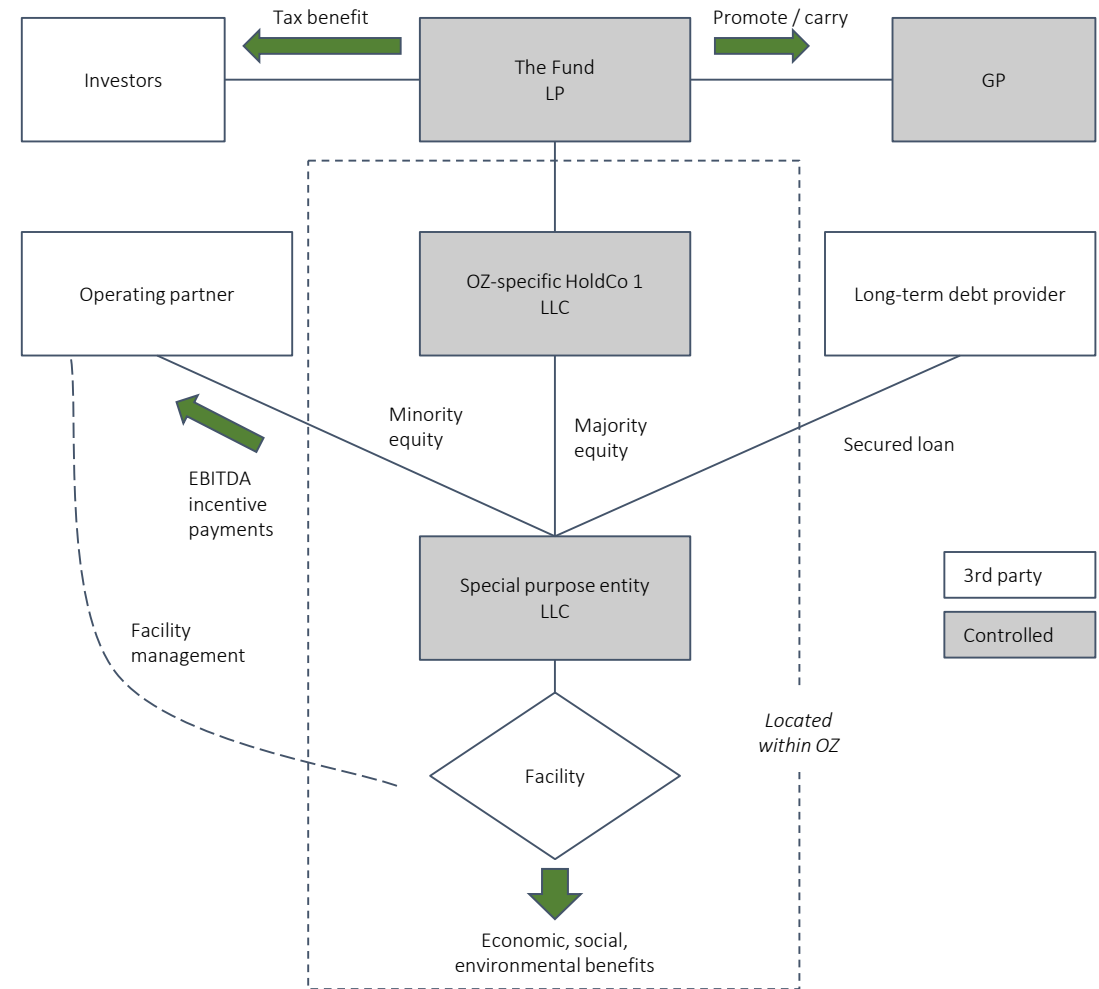 Tax benefit
Promote / carry
Investors
The Fund
LP
GP
Operating partner
OZ-specific HoldCo 1
LLC
Long-term debt provider
Minority
equity
Majority
equity
Secured loan
EBITDA
incentive
payments
Special purpose entity
LLC
3rd party
Controlled
Facility
management
Located
within OZ
Facility
Economic, social,
environmental benefits